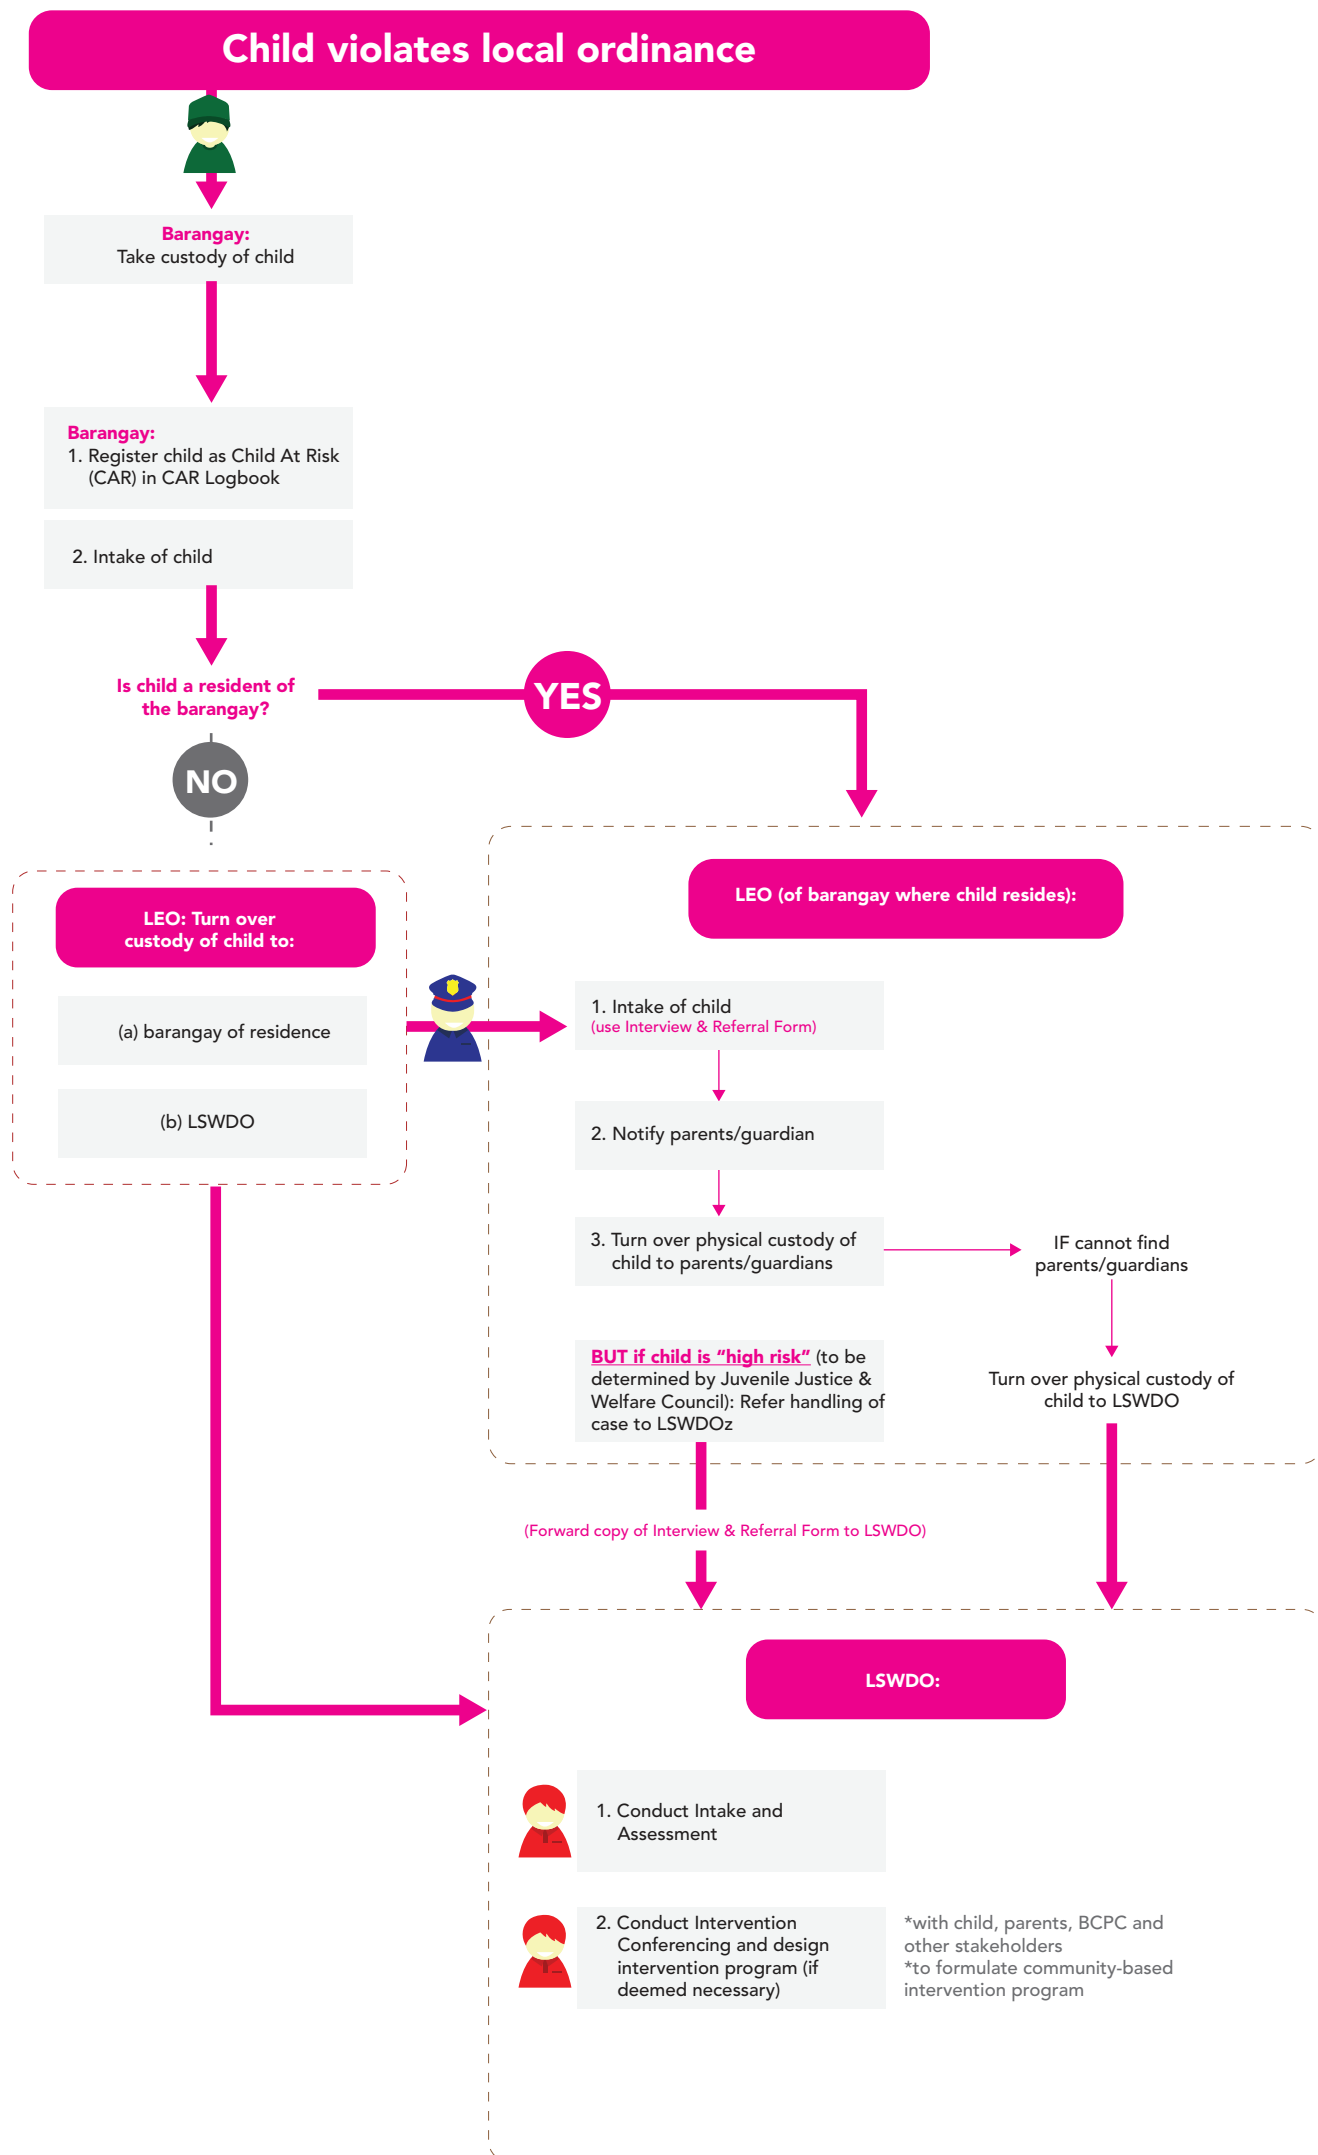 Child violates local ordinance
Barangay:
Take custody of child
Barangay:
1. Register child as Child At Risk
(CAR) in CAR Logbook
2. Intake of child
Is child a resident of
the barangay?
YES
NO
LEO: Turn over
custody of child to:
(a) barangay of residence
(b) LSWDO
LEO (of barangay where child resides):
1. Intake of child
(use Interview & Referral Form)
2. Notify parents/guardian
3. Turn over physical custody of
child to parents/guardians
IF cannot find
parents/guardians
BUT if child is “high risk” (to be
determined by Juvenile Justice &
Welfare Council): Refer handling of
case to LSWDOz
Turn over physical custody of
child to LSWDO
(Forward copy of Interview & Referral Form to LSWDO)
LSWDO:
1. Conduct Intake and
Assessment
2. Conduct Intervention
Conferencing and design
intervention program (if
deemed necessary)
*with child, parents, BCPC and
other stakeholders
*to formulate community-based
intervention program